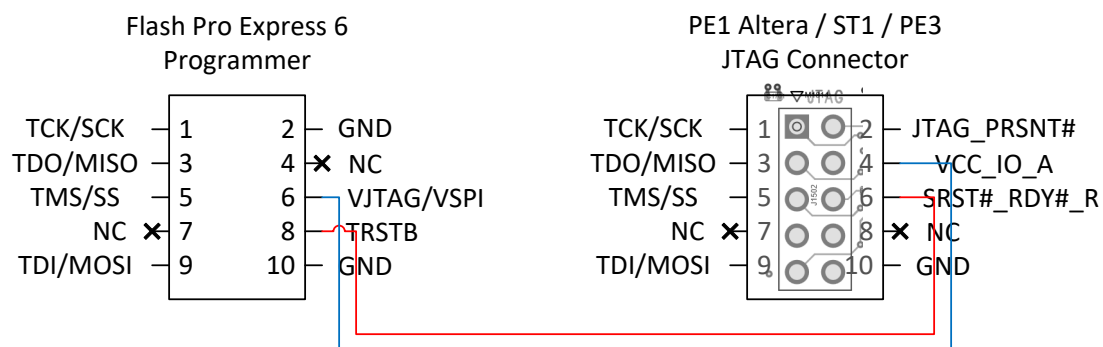 Flash Pro Express 6
Programmer
PE1 Altera / ST1 / PE3
JTAG Connector
JTAG
TCK/SCK 1 2 GND
TDO/MISO 3 4 NC
TMS/SS 5 6 VJTAG/VSPI
NC 7 8 TRSTB
TDI/MOSI 9 10 GND
TCK/SCK 1 2 JTAG_PRSNT#
TDO/MISO 3 4 VCC_IO_A
TMS/SS 5 J1502 6 SRST#_RDY#_R
NC 7 8 NC
TDI/MOSI 9 10 GND